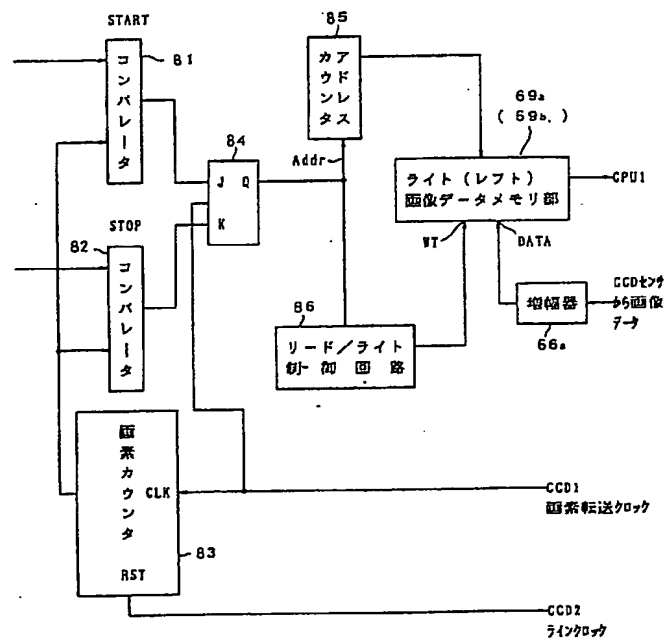 START
81
コンパレータ
STOP
82
コンパレータ
84
J Q
K
85
アドレス
カウンタ
Addr
69a
(69b.)
ライト(レフト)
画像データメモリ部
CPU1
WT
DATA
CCDセンサ
から画像
データ
増幅器
66a
86
リード/ライト
制御回路
画素カウンタ
CLK
RST
83
CCD1
画素転送クロック
CCD2
ラインクロック